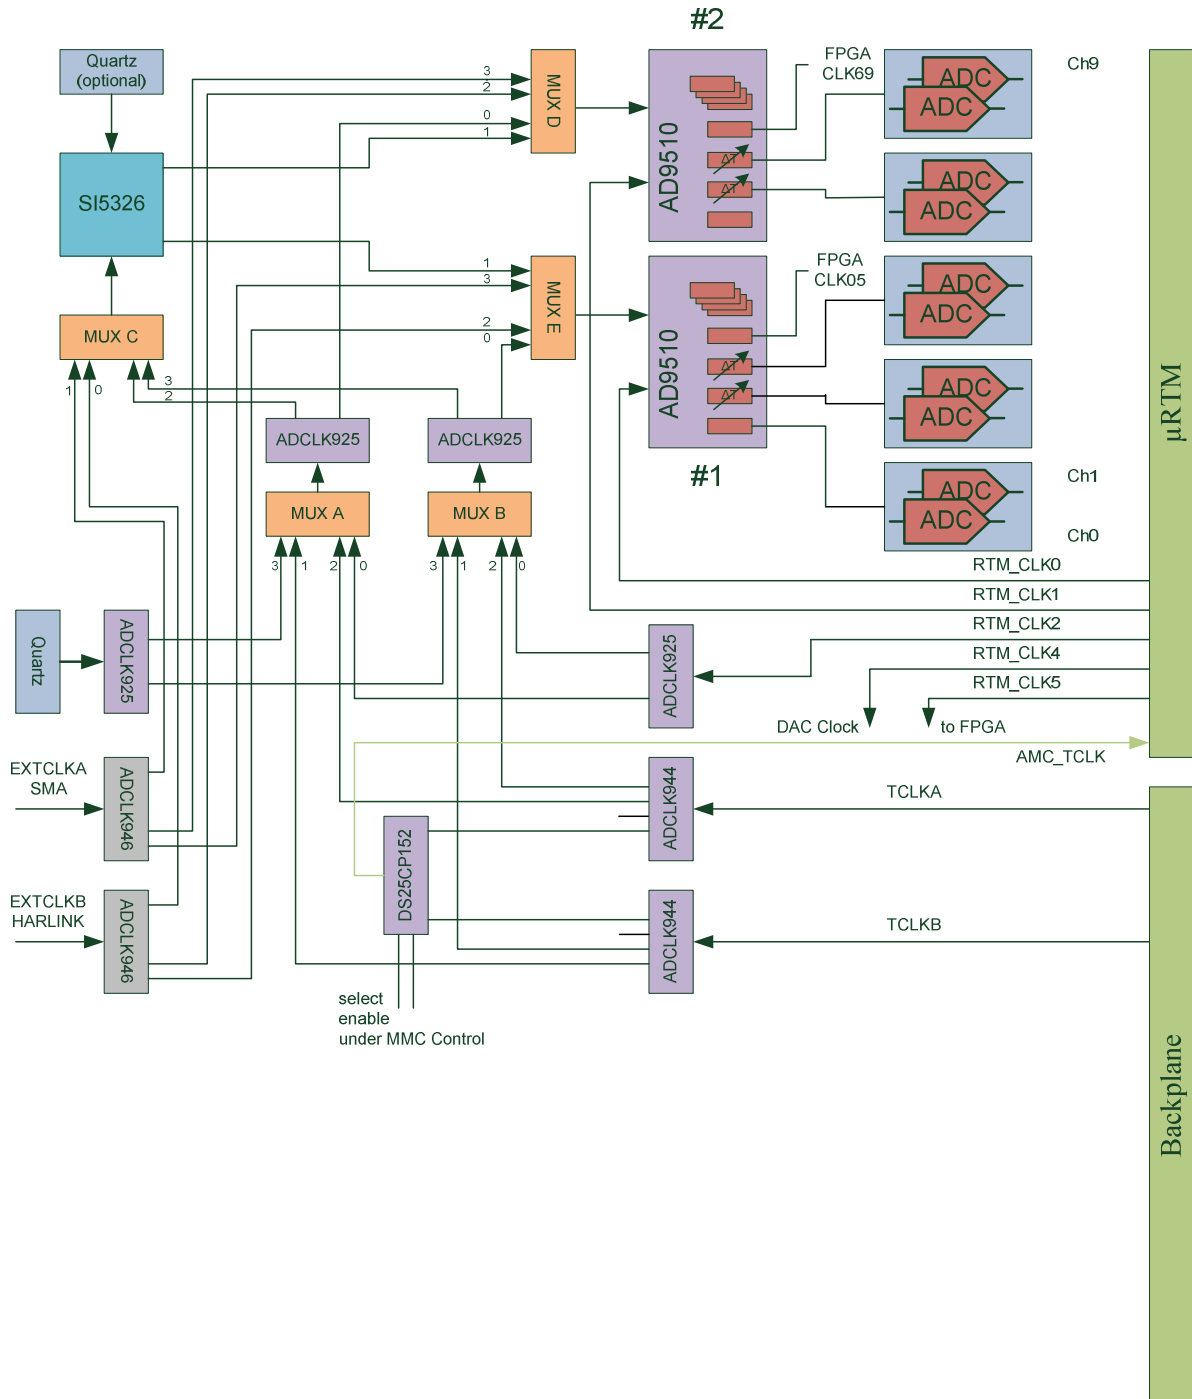 #2
Quartz
(optional)
3
2
0
1
MUX D
AD9510
ΔT
ΔT
FPGA
CLK69
ADC
ADC
Ch9
ADC
ADC
SI5326
1
3
2
0
MUX E
AD9510
ΔT
ΔT
FPGA
CLK05
ADC
ADC
ADC
ADC
MUX C
1
0
3
2
ADCLK925
ADCLK925
#1
ADC
ADC
Ch1
Ch0
MUX A
MUX B
3
1
2
0
3
1
2
0
µRTM
RTM_CLK0
RTM_CLK1
RTM_CLK2
RTM_CLK4
RTM_CLK5
Quartz
ADCLK925
ADCLK925
DAC Clock
to FPGA
AMC_TCLK
EXTCLKA
SMA
ADCLK946
DS25CP152
ADCLK944
TCLKA
EXTCLKB
HARLINK
ADCLK946
ADCLK944
TCLKB
select
enable
under MMC Control
Backplane